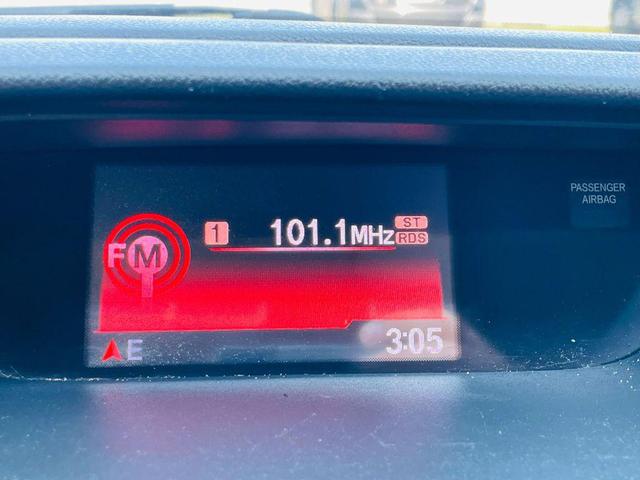 PASSENGER
AIRBAG
FM 1 101.1MHz ST
RDS
E 3:05